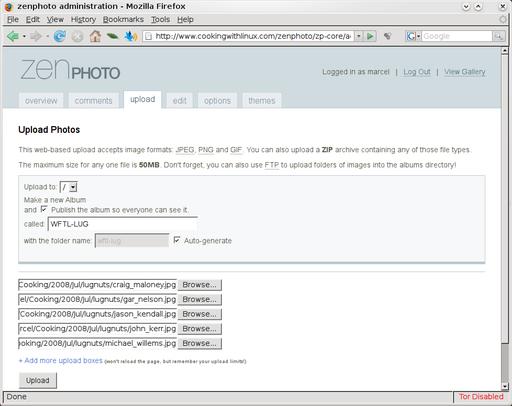 zenphoto administration - Mozilla Firefox
File Edit View History Bookmarks Tools Help
http://www.cookingwithlinux.com/zenphoto/zp-core/a
Google
zenPHOTO
Logged in as marcel | Log Out | View Gallery
overview comments upload edit options themes
Upload Photos
This web-based upload accepts image formats: JPEG, PNG and GIF. You can also upload a ZIP archive containing any of those file types.
The maximum size for any one file is 50MB. Don't forget, you can also use FTP to upload folders of images into the albums directory!
Upload to: /
Make a new Album
and Publish the album so everyone can see it.
called: WFTL-LUG
with the folder name: wftl-lug Auto-generate
Cooking/2008/jul/lugnuts/craig_maloney.jpg Browse...
el/Cooking/2008/jul/lugnuts/gar_nelson.jpg Browse...
Cooking/2008/jul/lugnuts/jason_kendall.jpg Browse...
rcel/Cooking/2008/jul/lugnuts/john_kerr.jpg Browse...
oking/2008/jul/lugnuts/michael_willems.jpg Browse...
+ Add more upload boxes (won't reload the page, but remember your upload limits!)
Upload
Done Tor Disabled